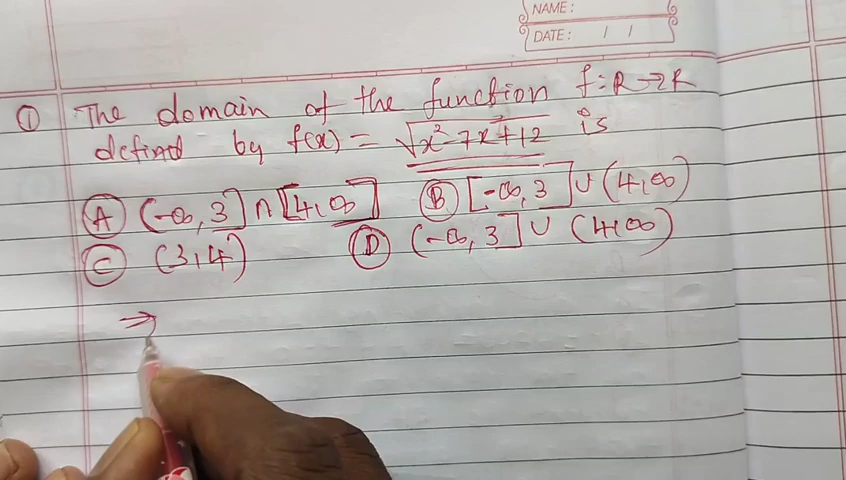 NAME:
DATE: / /
① The domain of the function f: R→R
defined by f(x) = √x²-7x+12 is
Ⓐ (-∞, 3] ∩ [4, ∞] Ⓑ [-∞, 3] ∪ (4, ∞)
Ⓒ (3, 4) Ⓓ (-∞, 3] ∪ (4, ∞)
⇒